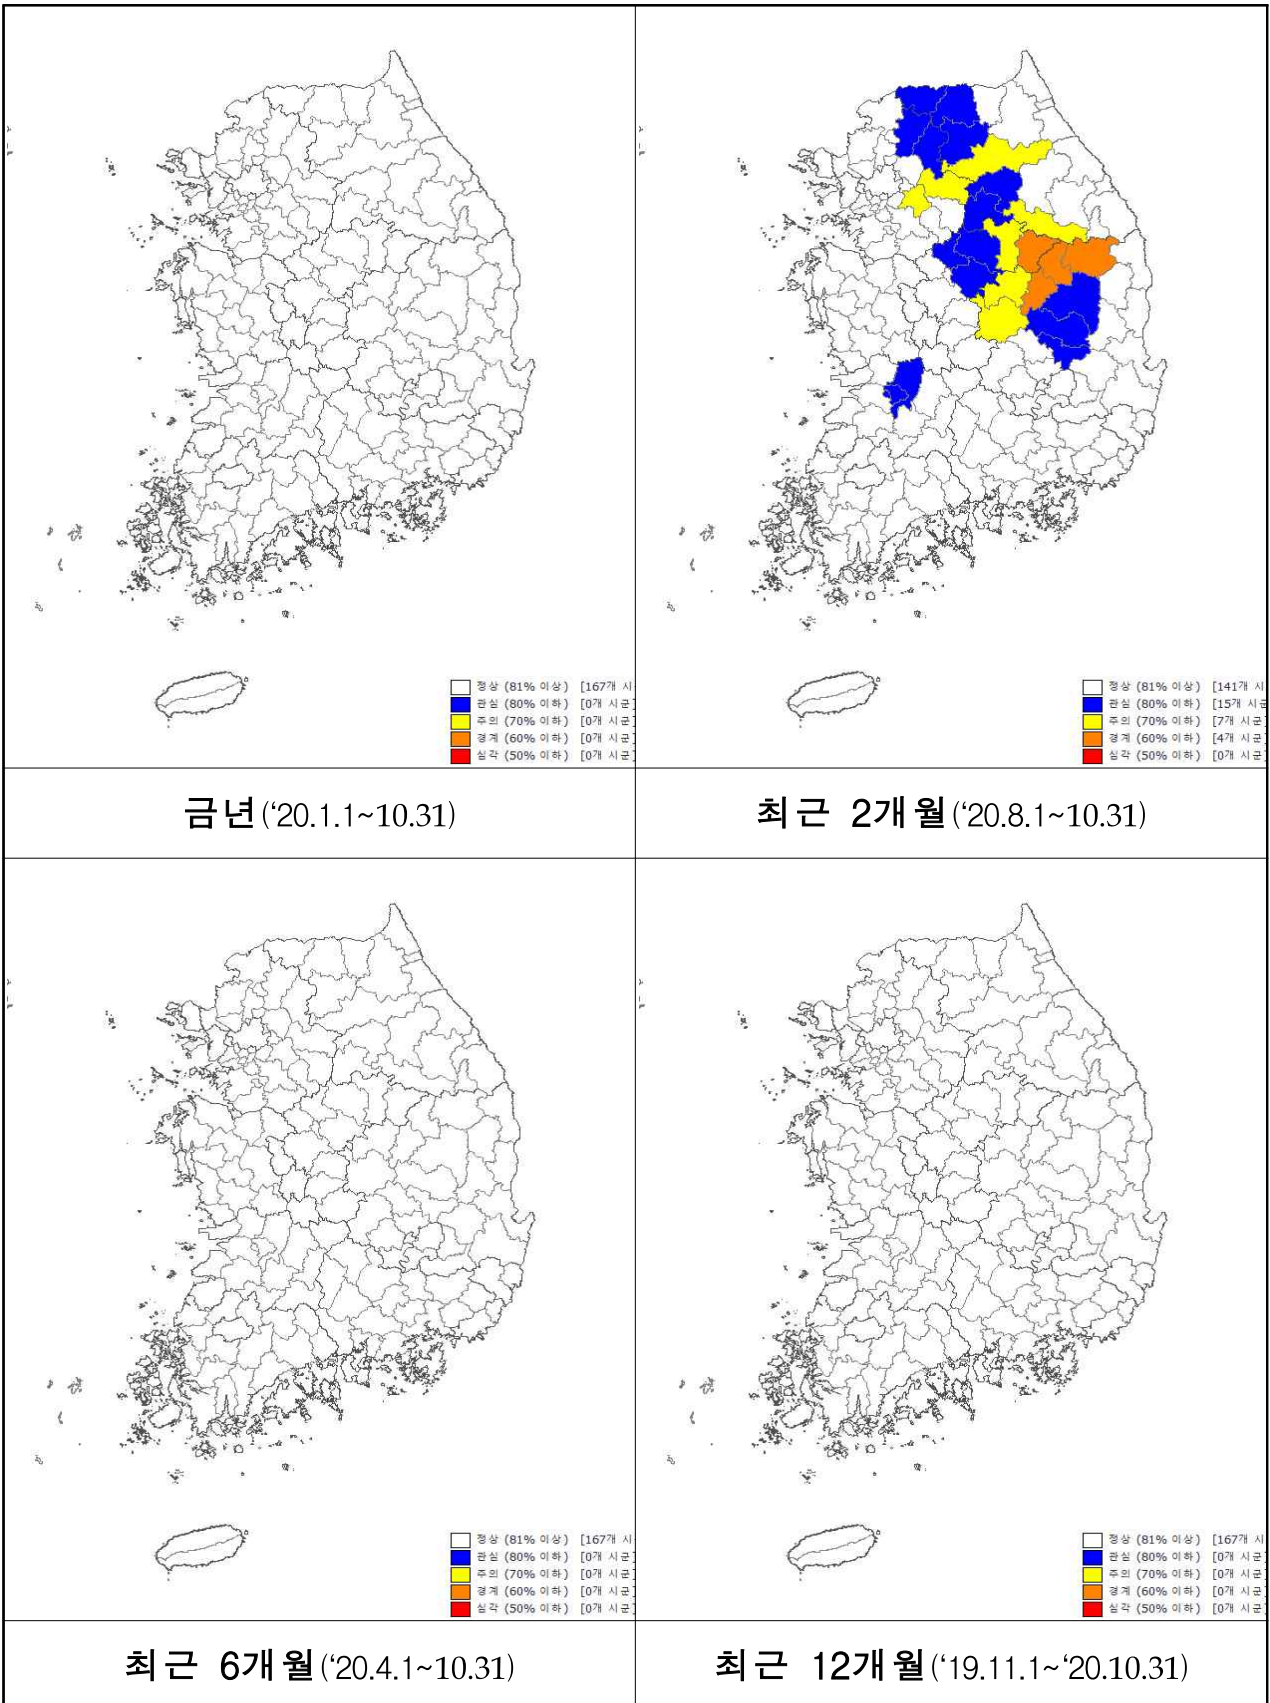 정상 (81% 이상) [167개 시
관심 (80% 이하) [0개 시군]
주의 (70% 이하) [0개 시군]
경계 (60% 이하) [0개 시군]
심각 (50% 이하) [0개 시군]
정상 (81% 이상) [141개 시
관심 (80% 이하) [15개 시군
주의 (70% 이하) [7개 시군]
경계 (60% 이하) [4개 시군]
심각 (50% 이하) [0개 시군]
금년(‘20.1.1~10.31)
최근 2개월(‘20.8.1~10.31)
정상 (81% 이상) [167개 시
관심 (80% 이하) [0개 시군]
주의 (70% 이하) [0개 시군]
경계 (60% 이하) [0개 시군]
심각 (50% 이하) [0개 시군]
정상 (81% 이상) [167개 시
관심 (80% 이하) [0개 시군]
주의 (70% 이하) [0개 시군]
경계 (60% 이하) [0개 시군]
심각 (50% 이하) [0개 시군]
최근 6개월(‘20.4.1~10.31)
최근 12개월(‘19.11.1~‘20.10.31)